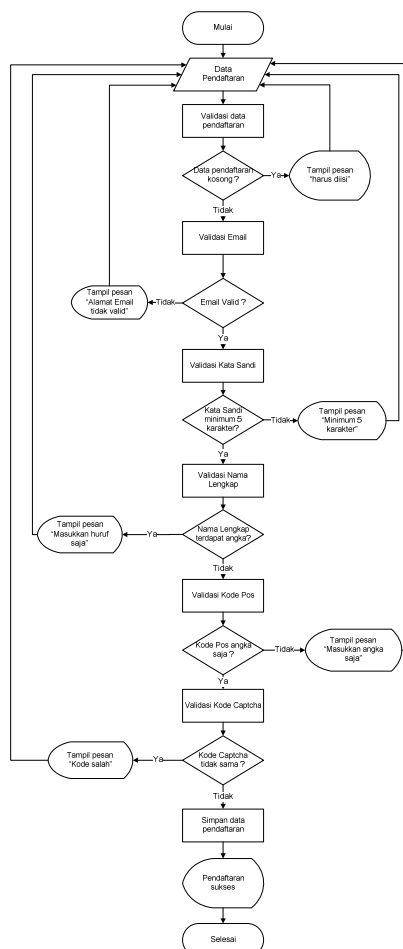 Mulai
Data
Pendaftaran
Validasi data
pendaftaran
Data pendaftaran
kosong ?
Ya
Tampil pesan
"harus diisi"
Tidak
Validasi Email
Email Valid ?
Tidak
Tampil pesan
"Alamat Email
tidak valid"
Ya
Validasi Kata Sandi
Kata Sandi
minimum 5
karakter?
Tidak
Tampil pesan
"Minimum 5
karakter"
Ya
Validasi Nama
Lengkap
Nama Lengkap
terdapat angka?
Ya
Tampil pesan
"Masukkan huruf
saja"
Tidak
Validasi Kode Pos
Kode Pos angka
saja ?
Tidak
Tampil pesan
"Masukkan angka
saja"
Ya
Validasi Kode Captcha
Kode Captcha
tidak sama ?
Ya
Tampil pesan
"Kode salah"
Tidak
Simpan data
pendaftaran
Pendaftaran
sukses
Selesai